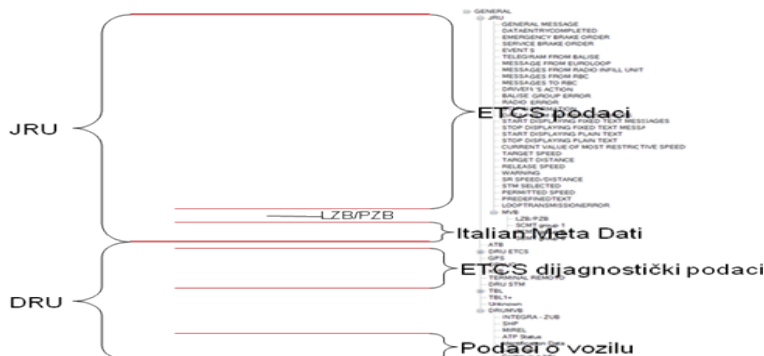 GENERAL
JRU
GENERAL MESSAGE
DATAENTRYCOMPLETED
EMERGENCY BRAKE ORDER
SERVICE BRAKE ORDER
EVENTS
TELEGRAM FROM BALISE
MESSAGE FROM EUROLOOP
MESSAGES FROM RADIO INFILL UNIT
MESSAGES FROM RBC
MESSAGES TO RBC
DRIVER'S ACTION
BALISE GROUP ERROR
RADIO ERROR
ETCS podaci
START DISPLAYING FIXED TEXT MESSAGES
STOP DISPLAYING FIXED TEXT MESSA
JRU
START DISPLAYING PLAIN TEXT
STOP DISPLAYING PLAIN TEXT
CURRENT VALUE OF MOST RESTRICTIVE SPEED
TARGET SPEED
TARGET DISTANCE
RELEASE SPEED
WARNING
SR SPEED/DISTANCE
STM SELECTED
PERMITTED SPEED
PREDEFINEDTEXT
LOOPTRANSMISSIONERROR
MVB
LZB/PZB
LZB/PZB
SCMT group 1
Italian Meta Dati
ATB
DRU ETCS
GPS
ETCS dijagnostički podaci
TERMINAL REMOTO
DRU STM
TBL
TBL1+
DRU
Unknown
DRUMVB
INTEGRA - ZUB
SHP
MIREL
ATP Status
Podaci o vozilu